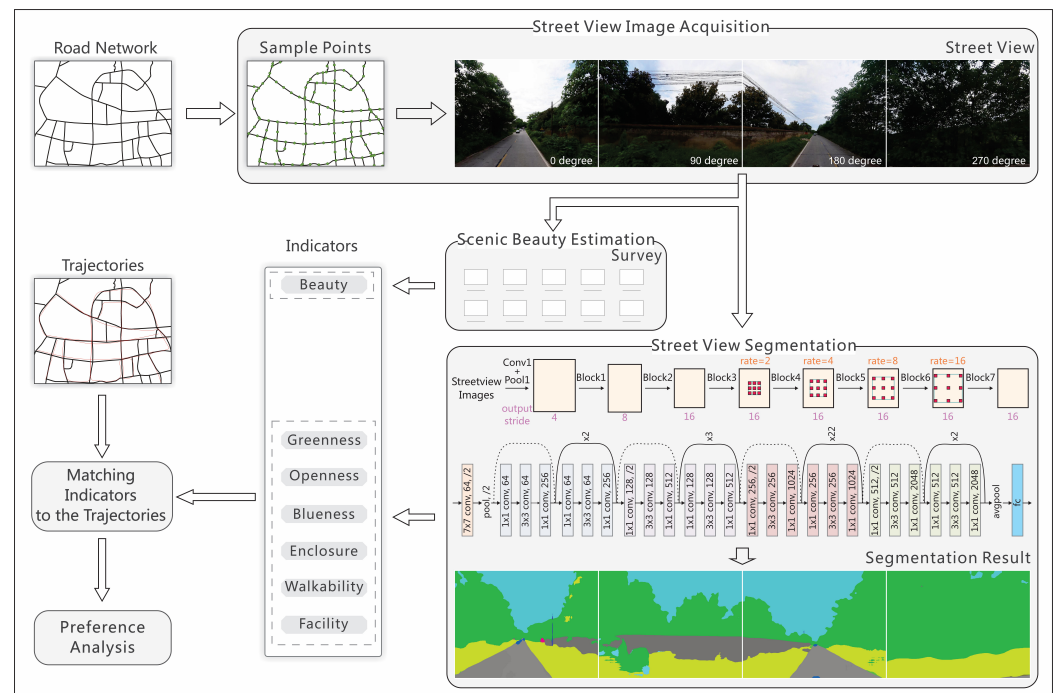 Street View Image Acquisition
Road Network
Sample Points
Street View
0 degree
90 degree
180 degree
270 degree
Scenic Beauty Estimation
Survey
Indicators
Beauty
Trajectories
Street View Segmentation
Streetview
Images
Conv1
+
Pool1
Block1
Block2
Block3
rate=2
Block4
rate=4
Block5
rate=8
Block6
rate=16
Block7
output
stride
4
8
16
16
16
16
16
16
x2
x3
x22
x2
7x7 conv, 64, /2
pool, /2
1x1 conv, 64
3x3 conv, 64
1x1 conv, 256
1x1 conv, 64
3x3 conv, 64
1x1 conv, 256
1x1 conv, 128, /2
3x3 conv, 128
1x1 conv, 512
1x1 conv, 128
3x3 conv, 128
1x1 conv, 512
1x1 conv, 256, /2
3x3 conv, 256
1x1 conv, 1024
1x1 conv, 256
3x3 conv, 256
1x1 conv, 1024
1x1 conv, 512, /2
3x3 conv, 512
1x1 conv, 2048
1x1 conv, 512
3x3 conv, 512
1x1 conv, 2048
avgpool
fc
Segmentation Result
Greenness
Openness
Blueness
Enclosure
Walkability
Facility
Matching
Indicators
to the Trajectories
Preference
Analysis